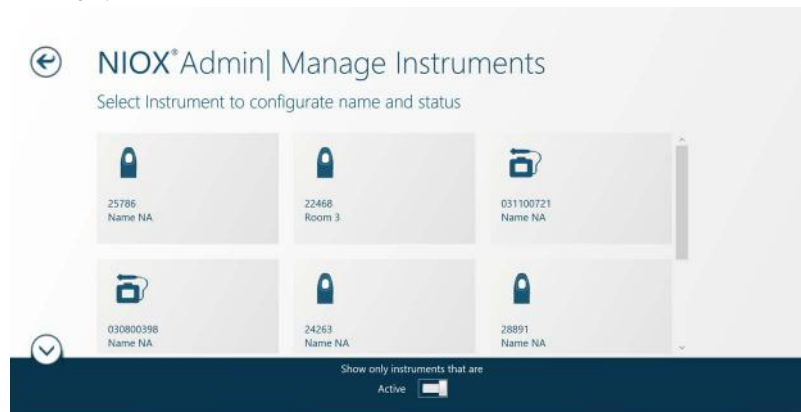 NIOX® Admin| Manage Instruments
Select Instrument to configurate name and status
25786
Name NA
22468
Room 3
031100721
Name NA
030800398
Name NA
24263
Name NA
28891
Name NA
Show only instruments that are
Active